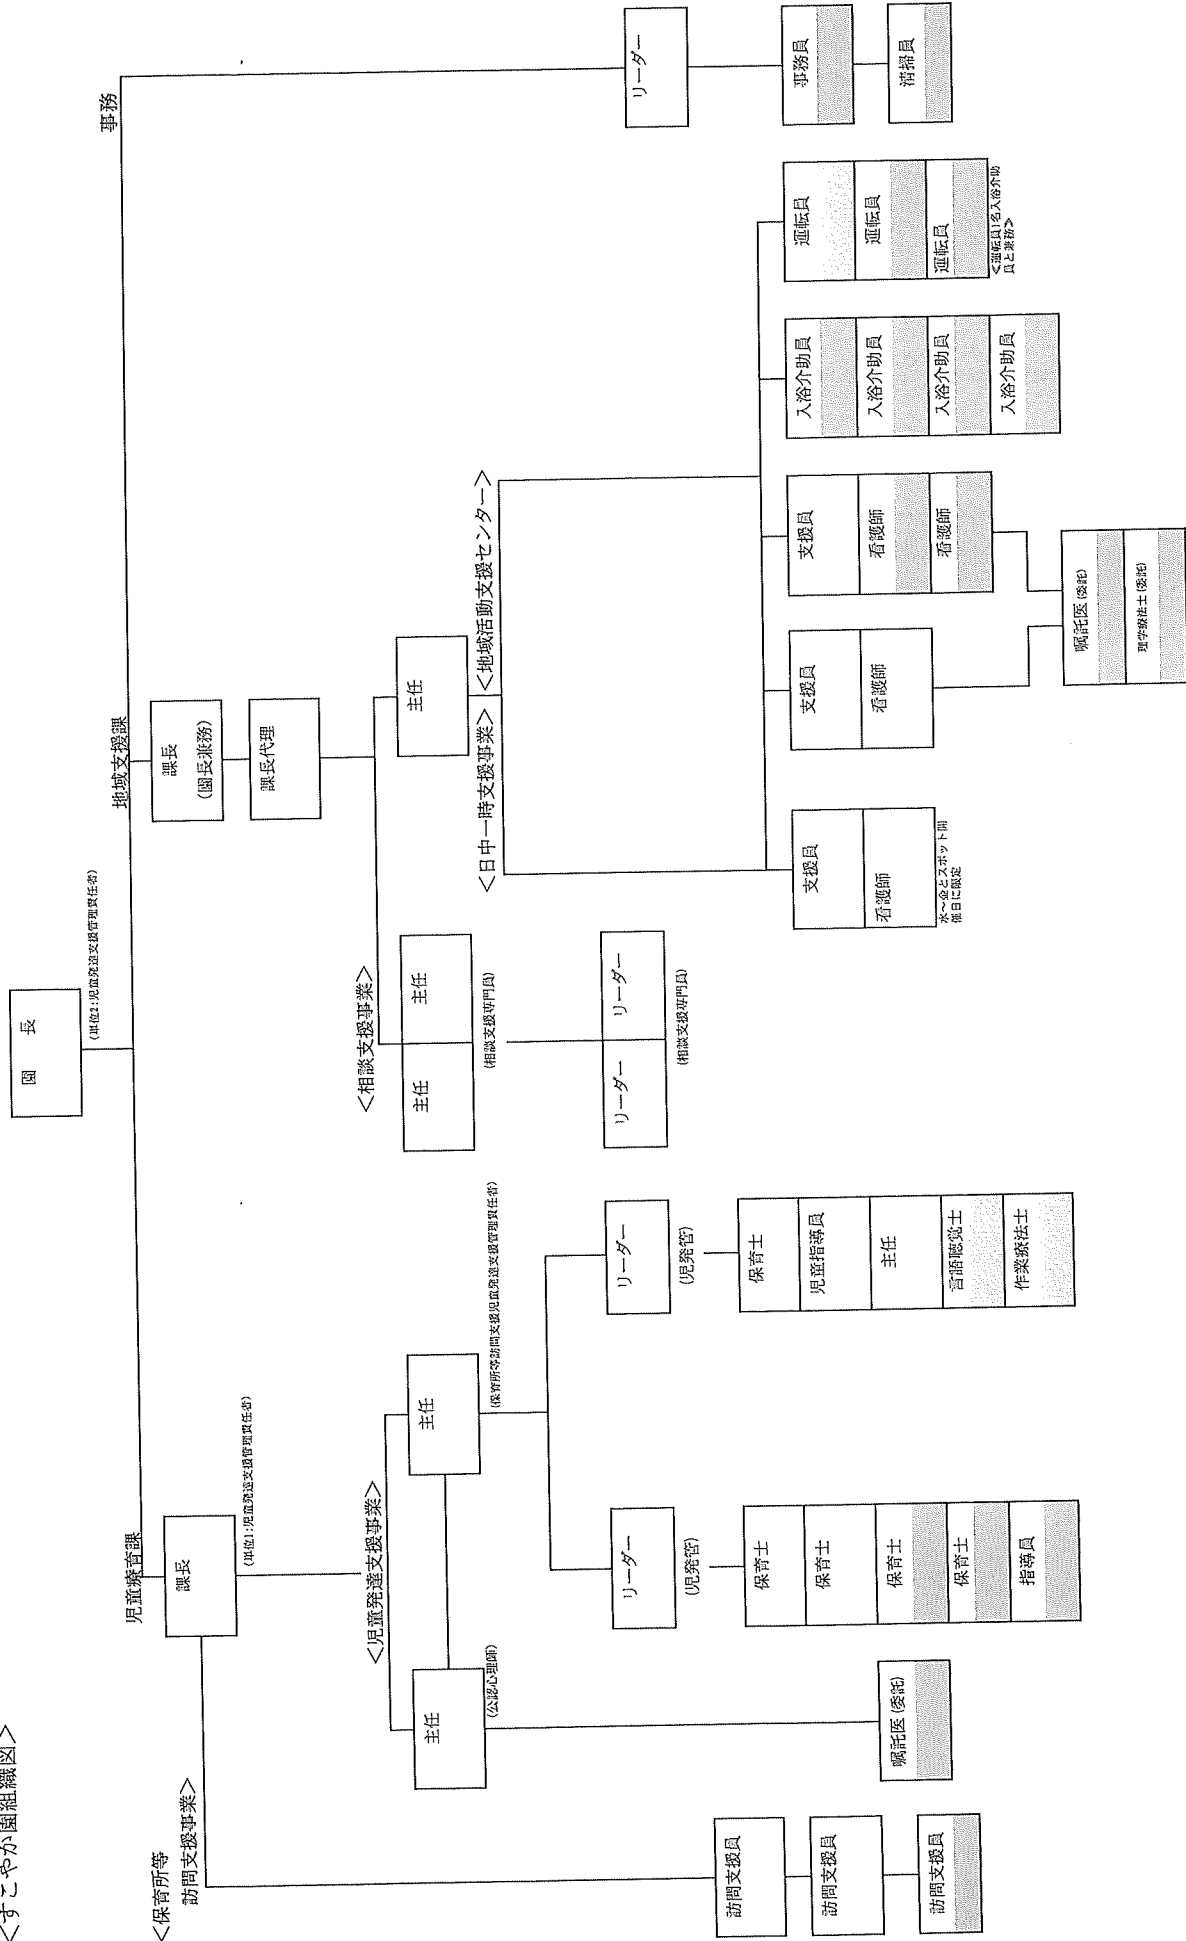 ＜すこやか園組織図＞
園　長
(単位2:児童発達支援管理責任者)
児童療育課
地域支援課
事務
課長
(単位1:児童発達支援管理責任者)
＜保育所等
訪問支援事業＞
訪問支援員
訪問支援員
訪問支援員
＜児童発達支援事業＞
主任
(公認心理師)
嘱託医(委託)
主任
(保育所等訪問支援児童発達支援管理責任者)
リーダー
(児発管)
保育士
保育士
保育士
保育士
指導員
リーダー
(児発管)
保育士
児童指導員
主任
言語聴覚士
作業療法士
課長
(園長兼務)
課長代理
＜相談支援事業＞
主任
主任
(相談支援専門員)
リーダー
リーダー
(相談支援専門員)
主任
＜日中一時支援事業＞
＜地域活動支援センター＞
支援員
看護師
水～金とスポット開
催日に限定
支援員
看護師
支援員
看護師
看護師
嘱託医(委託)
理学療法士(委託)
入浴介助員
入浴介助員
入浴介助員
入浴介助員
運転員
運転員
運転員
＜運転員1名入浴介助
員と兼務＞
リーダー
事務員
清掃員